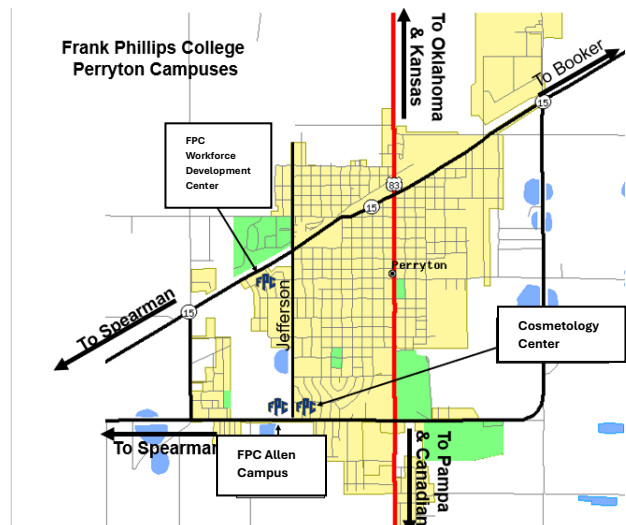 Frank Phillips College
Perryton Campuses
To Oklahoma
& Kansas
To Booker
15
FPC
Workforce
Development
Center
83
15
Perryton
FPC
Jefferson
To Spearman
15
Cosmetology
Center
FPC FPC
To Spearman
FPC Allen
Campus
To Pampa
& Canadian